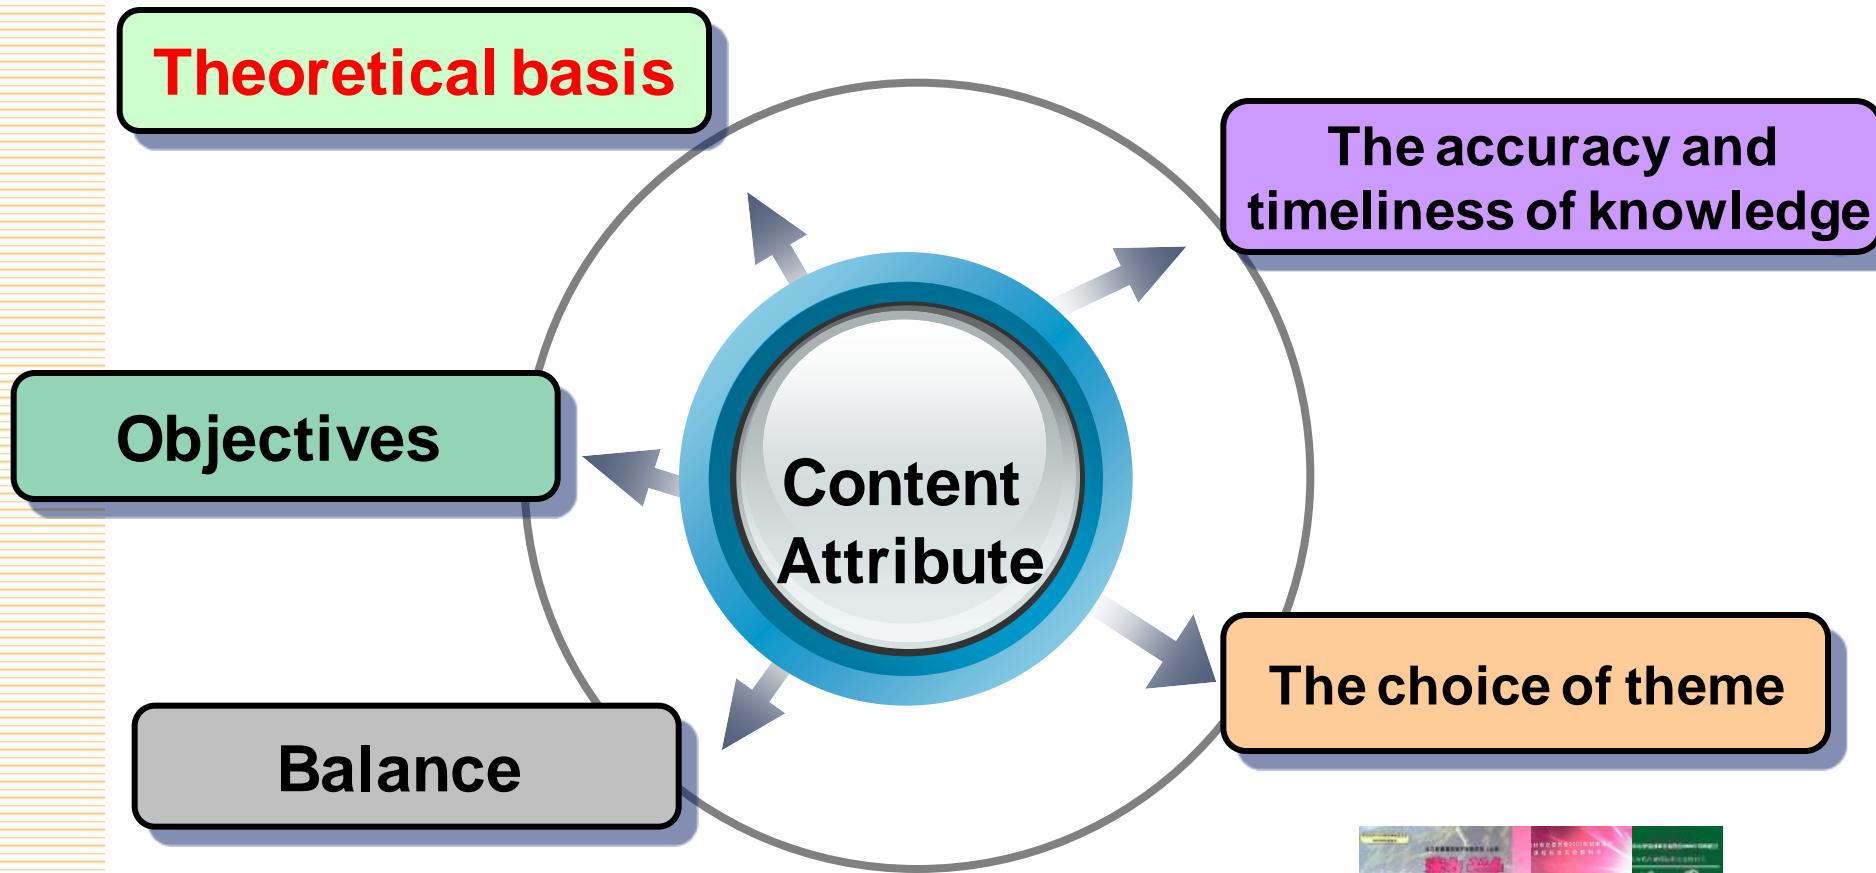 Theoretical basis
The accuracy and
timeliness of knowledge
Objectives
Content
Attribute
The choice of theme
Balance